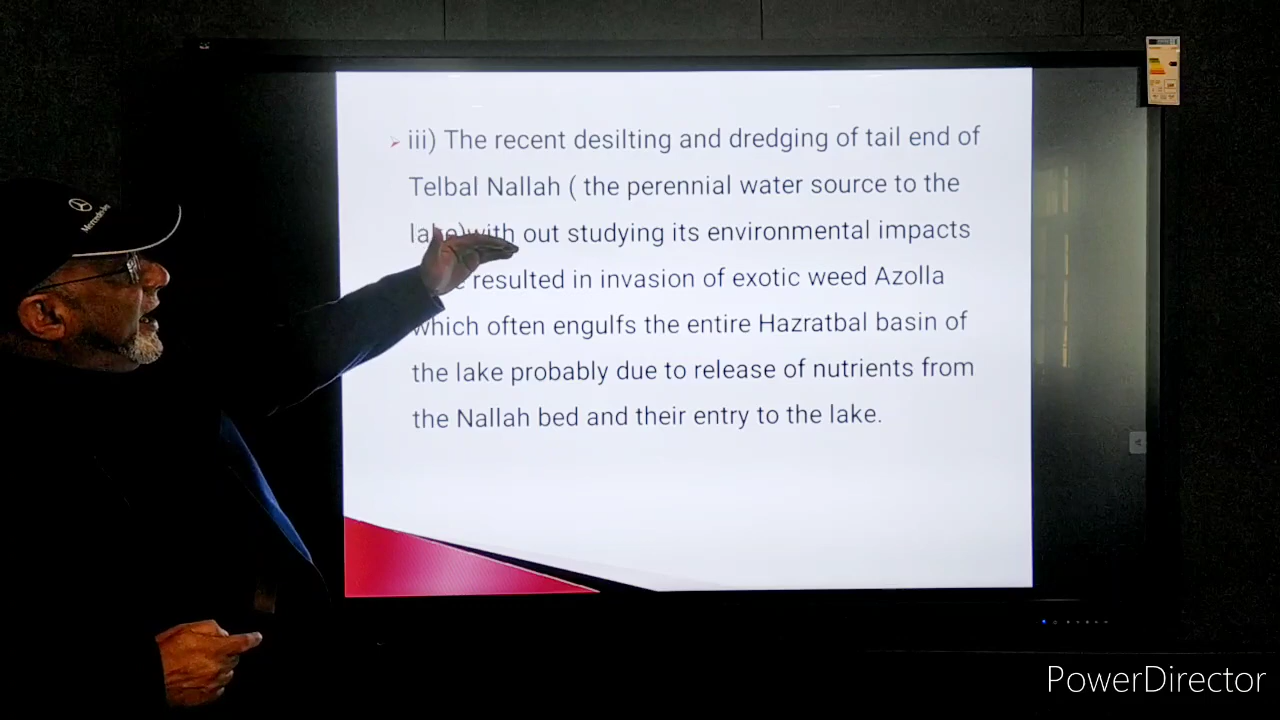 iii) The recent desilting and dredging of tail end of
Telbal Nallah ( the perennial water source to the
lake)with out studying its environmental impacts
resulted in invasion of exotic weed Azolla
which often engulfs the entire Hazratbal basin of
the lake probably due to release of nutrients from
the Nallah bed and their entry to the lake.
Mercedes
PowerDirector